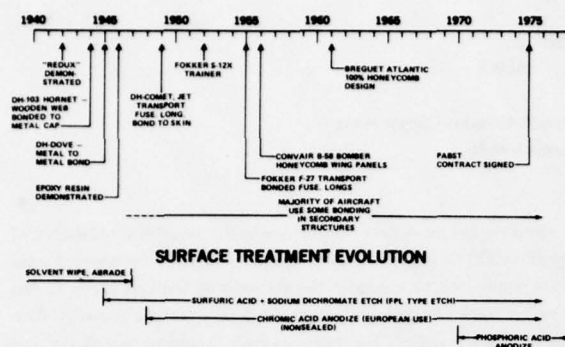 1940 1945 1950 1955 1960 1965 1970 1975
"REDUX"
DEMON-
STRATED
FOKKER S-12X
TRAINER
BREGUET ATLANTIC
100% HONEYCOMB
DESIGN
DH-103 HORNET –
WOODEN WEB
BONDED TO
METAL CAP
DH-COMET, JET
TRANSPORT
FUSE. LONG.
BOND TO SKIN
DH-DOVE –
METAL TO
METAL BOND
CONVAIR B-58 BOMBER
HONEYCOMB WING PANELS
PABST
CONTRACT SIGNED
FOKKER F-27 TRANSPORT
BONDED FUSE. LONGS
EPOXY RESIN
DEMONSTRATED
MAJORITY OF AIRCRAFT
USE SOME BONDING
IN SECONDARY
STRUCTURES
SURFACE TREATMENT EVOLUTION
SOLVENT WIPE, ABRADE
SURFURIC ACID + SODIUM DICHROMATE ETCH (FPL TYPE ETCH)
CHROMIC ACID ANODIZE (EUROPEAN USE)
(NONSEALED)
PHOSPHORIC ACID
ANODIZE